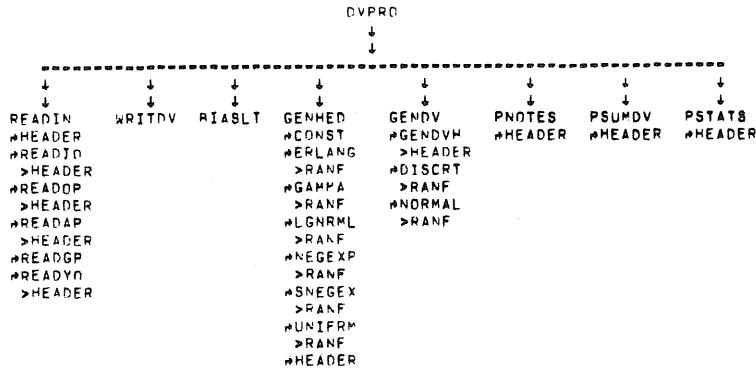 DVPRO
READIN WRITDV BIASLT GENHED GENDV PNOTES PSUMDV PSTATS
HEADER CONST GENDVH HEADER HEADER HEADER
READID ERLANG >HEADER
>HEADER >RANF DISCRT
READOP GAMMA >RANF
>HEADER >RANF NORMAL
READAP LGNRML >RANF
>HEADER >RANF
READGP NEGEXP
READYO >RANF
>HEADER SNEGEX
>RANF
UNIFRM
>RANF
HEADER